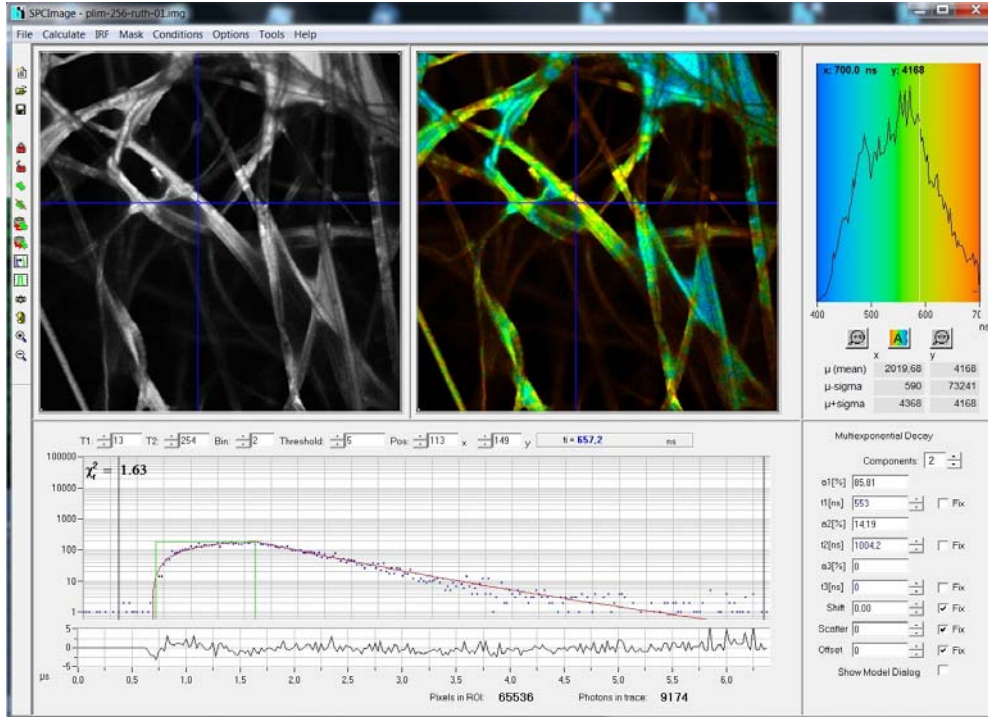 SPCImage - plim-256-ruth-01.img
File Calculate IRF Mask Conditions Options Tools Help
x: 700.0 ns y: 4168
400 500 600 70
ns
A
x y
μ (mean) 2019,68 4168
μ-sigma 590 73241
μ+sigma 4368 4168
T1: 13 T2: 254 Bin: 2 Threshold: 5 Pos: 113 x 149 y ti = 657,2 ns
χr² = 1.63
100000
10000
1000
100
10
1
5
0
-5
μs
0,0 0,5 1,0 1,5 2,0 2,5 3,0 3,5 4,0 4,5 5,0 5,5 6,0
Pixels in ROI: 65536 Photons in trace: 9174
Multiexponential Decay
Components: 2
a1[%] 85,81
t1[ns] 553 Fix
a2[%] 14,19
t2[ns] 1004,2 Fix
a3[%] 0
t3[ns] 0 Fix
Shift 0,00 Fix
Scatter 0 Fix
Offset 0 Fix
Show Model Dialog